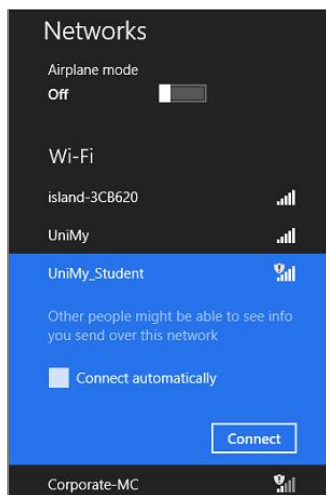 Networks
Airplane mode
Off
Wi-Fi
island-3CB620
UniMy
UniMy_Student
Other people might be able to see info
you send over this network
Connect automatically
Connect
Corporate-MC